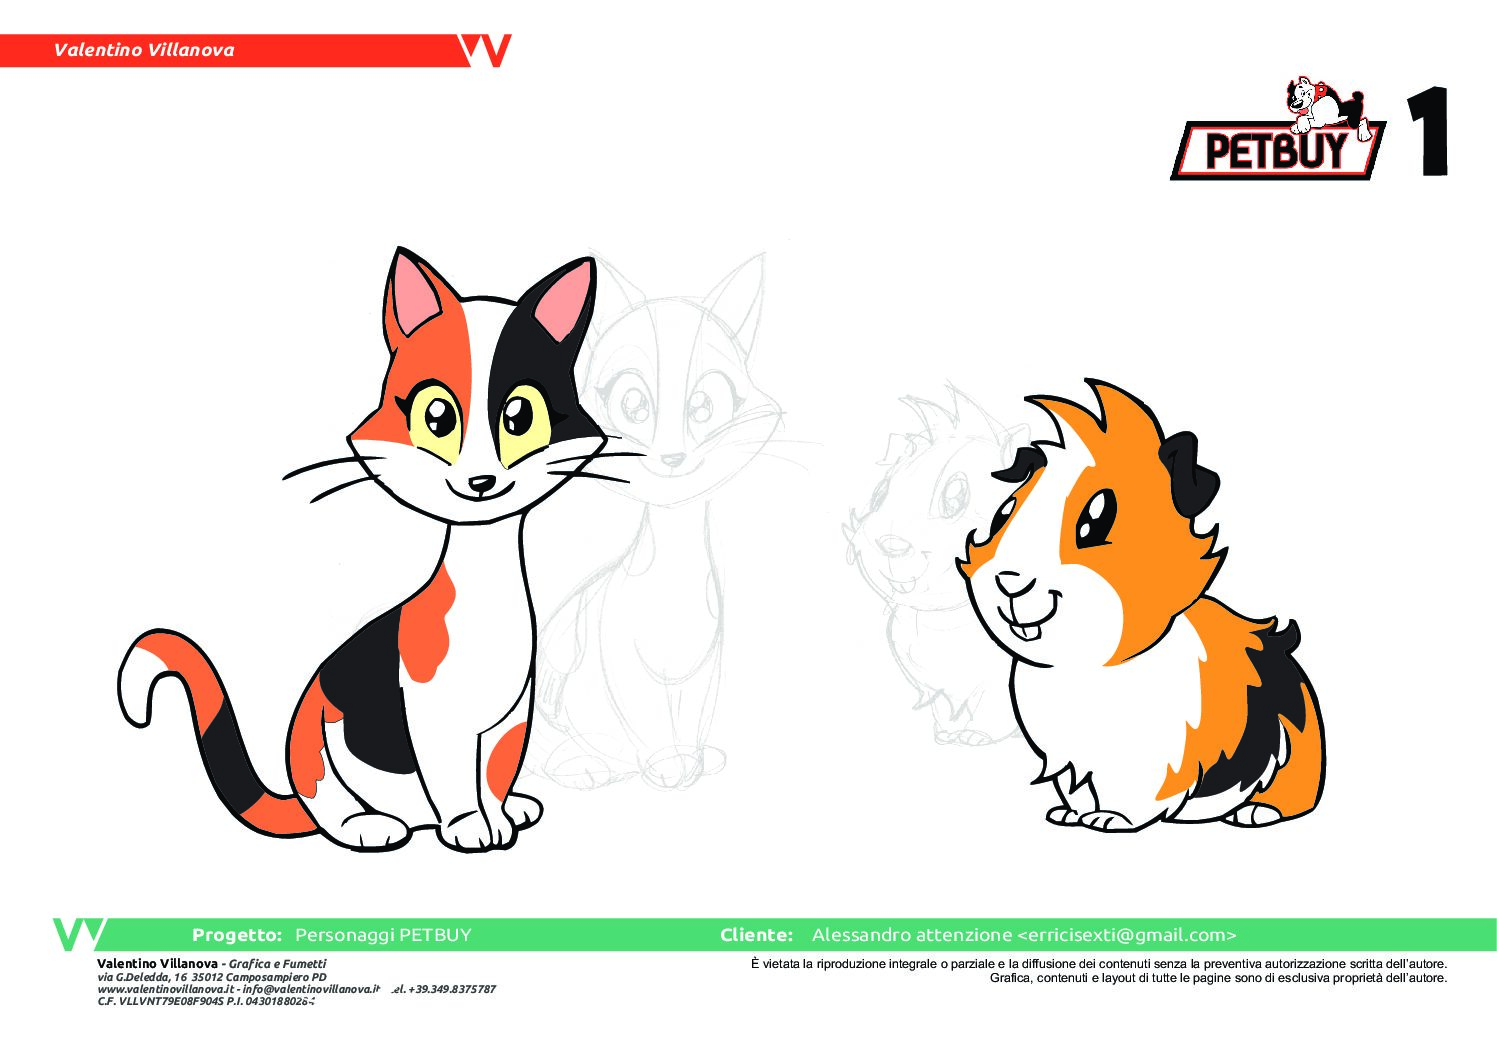 Valentino Villanova
PETBUY
1
Progetto: Personaggi PETBUY
Cliente: Alessandro attenzione <erricisexti@gmail.com>
Valentino Villanova - Grafica e Fumetti
via G.Deledda, 16 35012 Camposampiero PD
www.valentinovillanova.it - info@valentinovillanova.it +39.349.8375787
C.F. VLLVNT79E08F904S P.I.
È vietata la riproduzione integrale o parziale e la diffusione dei contenuti senza la preventiva autorizzazione scritta dell'autore.
Grafica, contenuti e layout di tutte le pagine sono di esclusiva proprietà dell'autore.